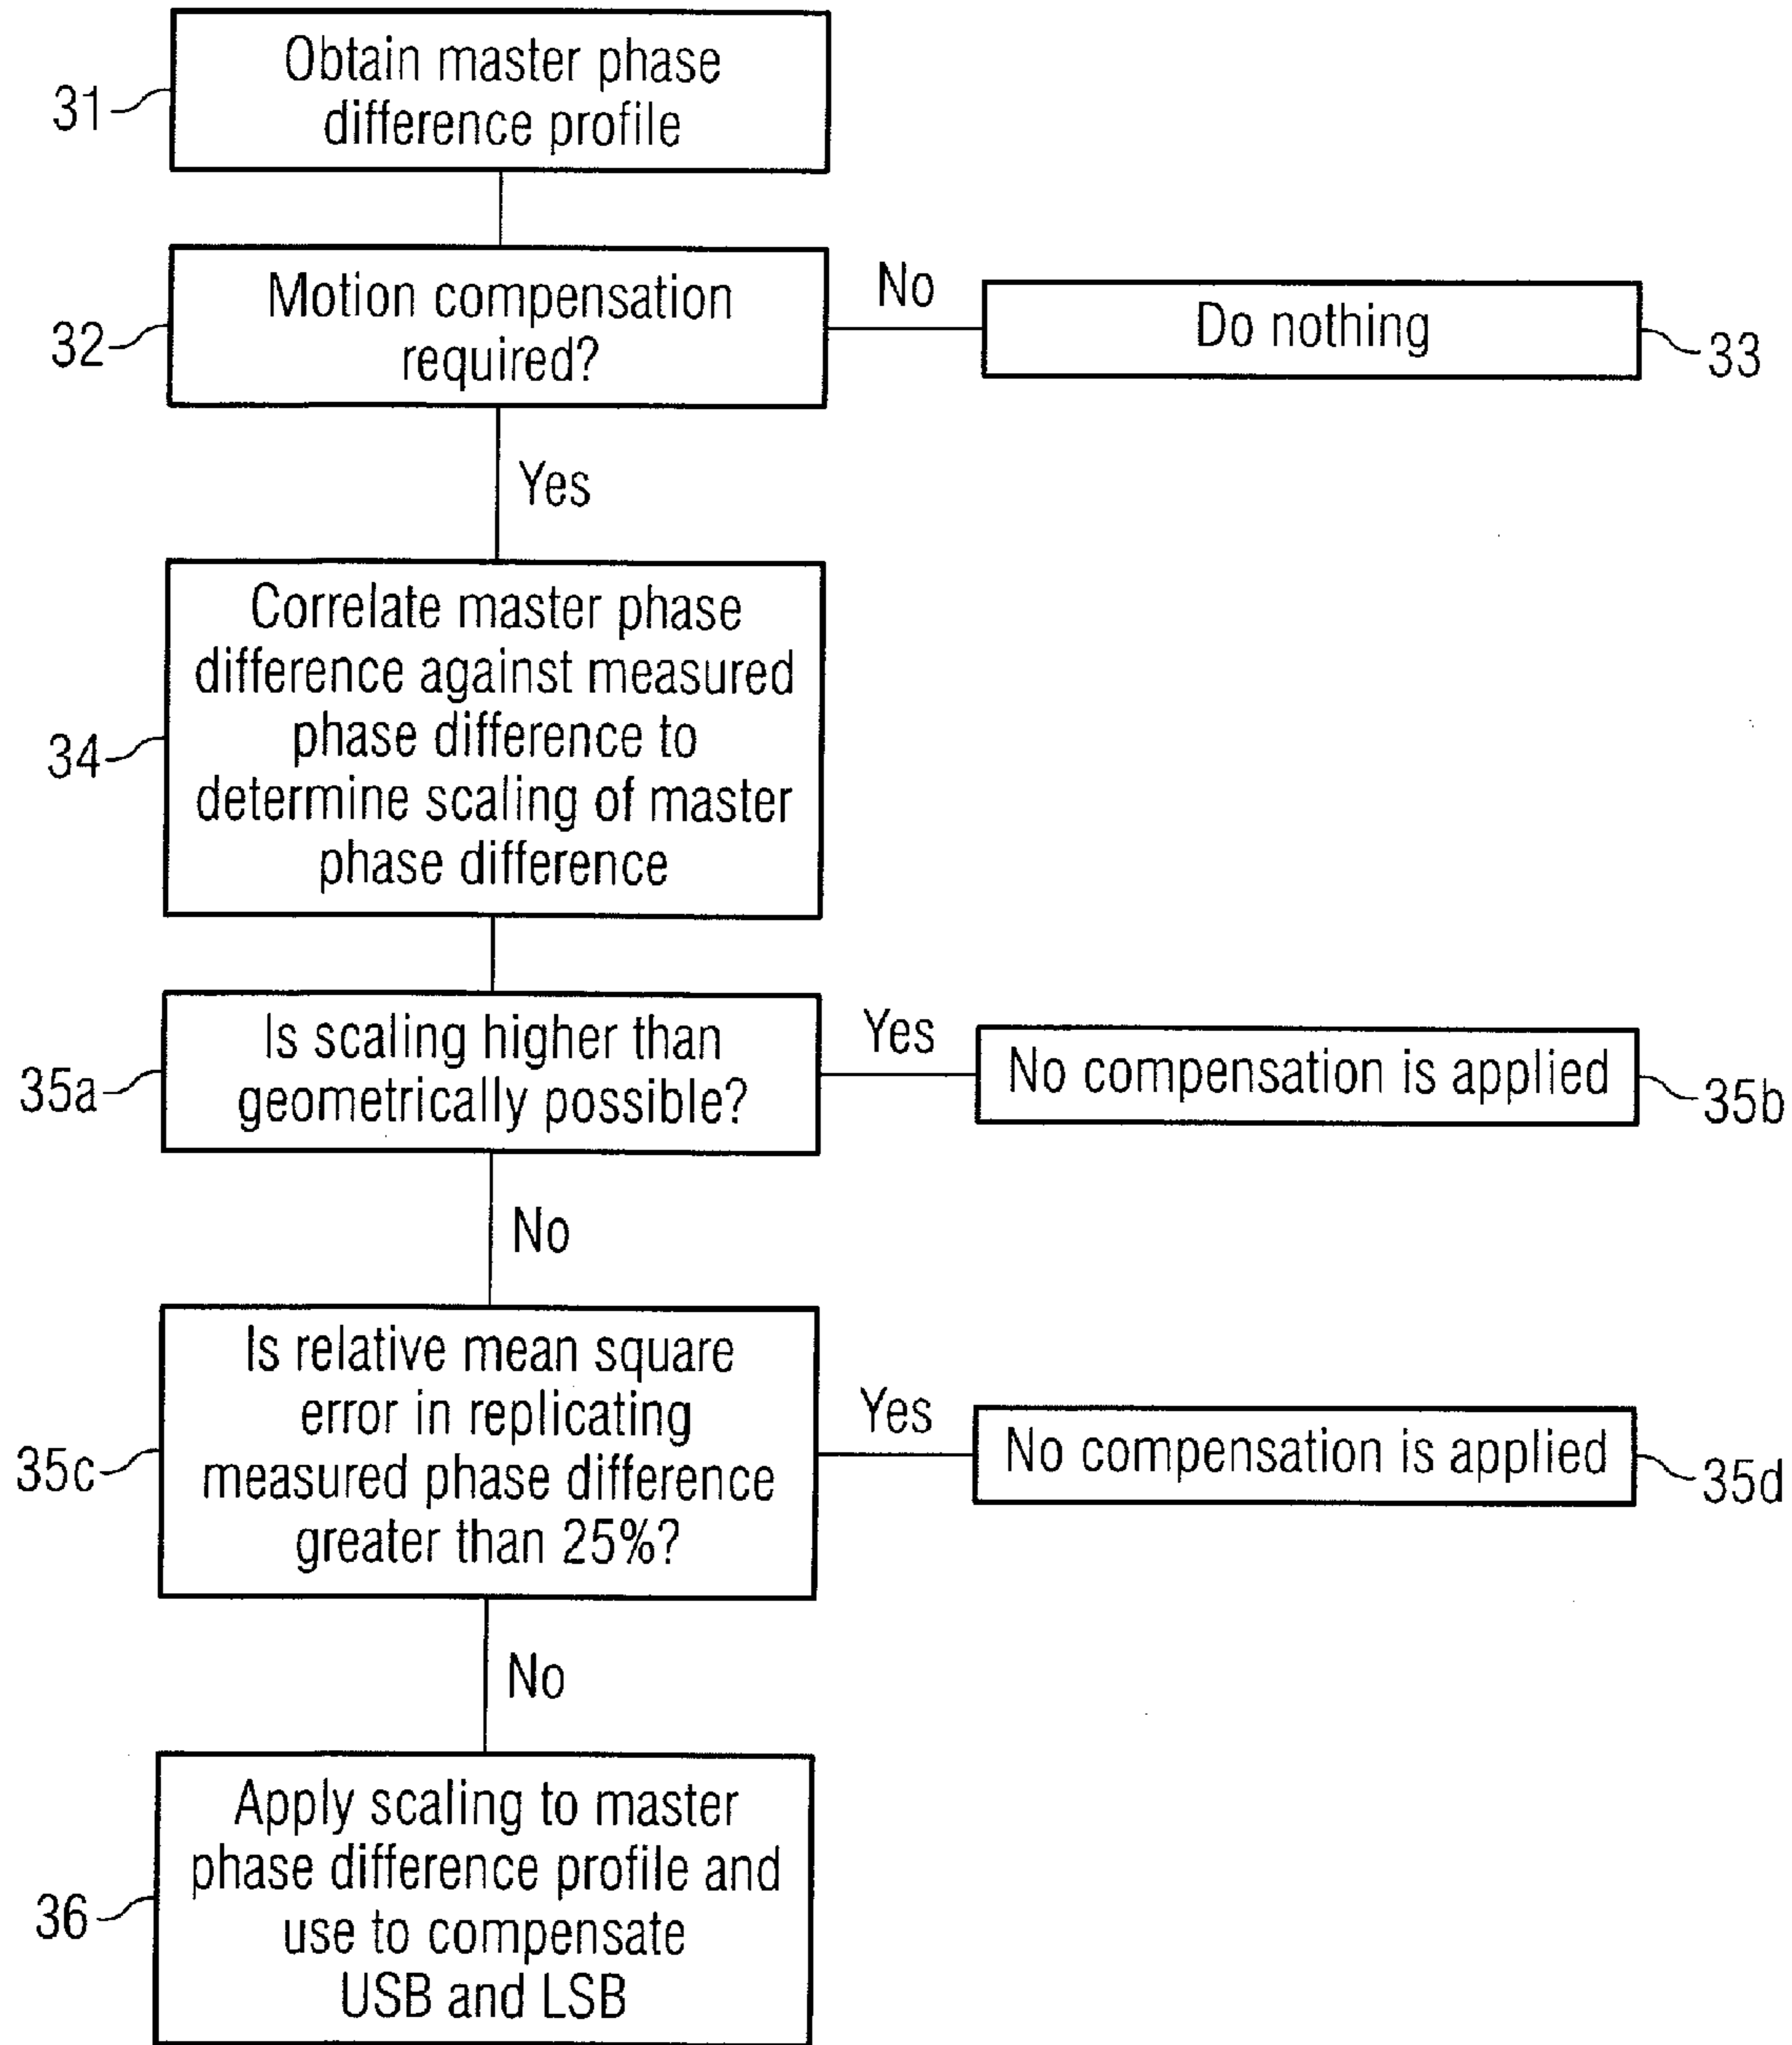 Obtain master phase
difference profile
31
Motion compensation
required?
32
No
Do nothing
33
Yes
Correlate master phase
difference against measured
phase difference to
determine scaling of master
phase difference
34
Is scaling higher than
geometrically possible?
35a
Yes
No compensation is applied
35b
No
Is relative mean square
error in replicating
measured phase difference
greater than 25%?
35c
Yes
No compensation is applied
35d
No
Apply scaling to master
phase difference profile and
use to compensate
USB and LSB
36